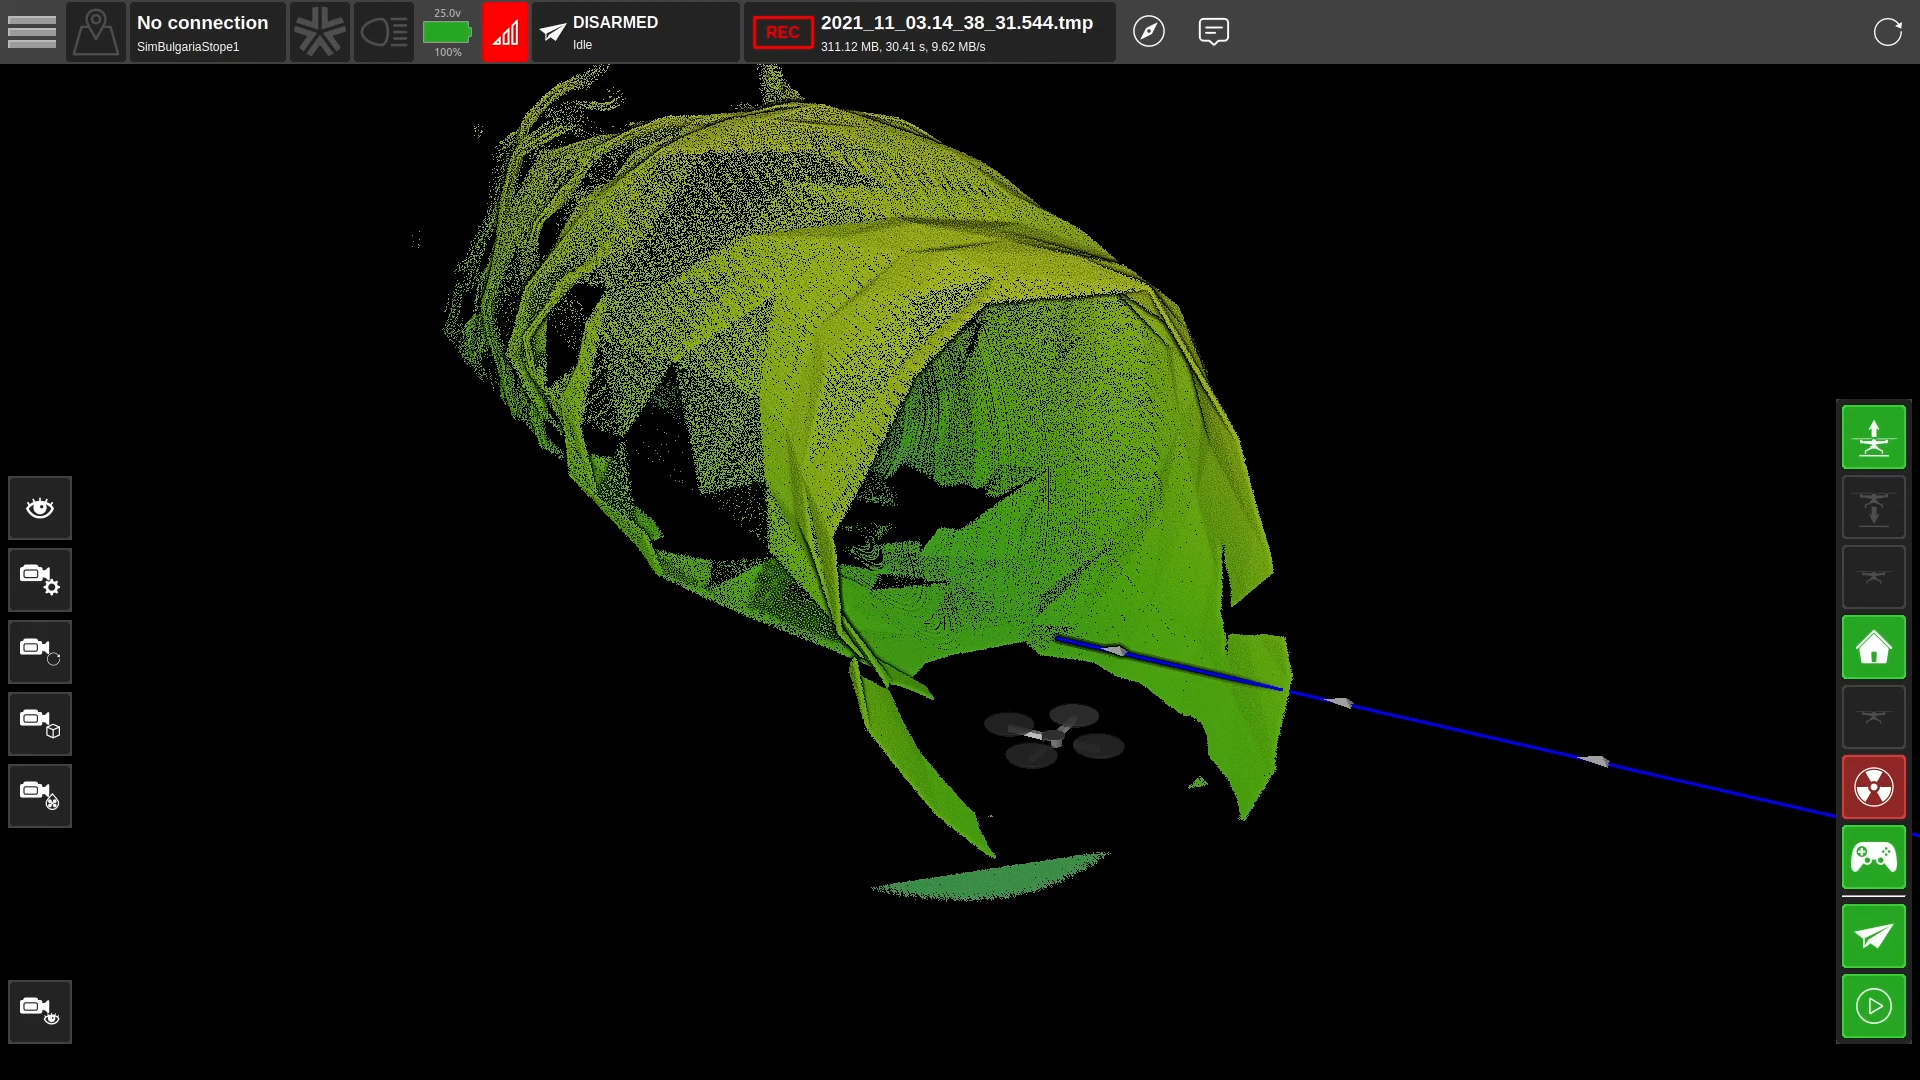 No connection
SimBulgariaStope1
25.0v
100%
DISARMED
Idle
REC
2021_11_03.14_38_31.544.tmp
311.12 MB, 30.41 s, 9.62 MB/s